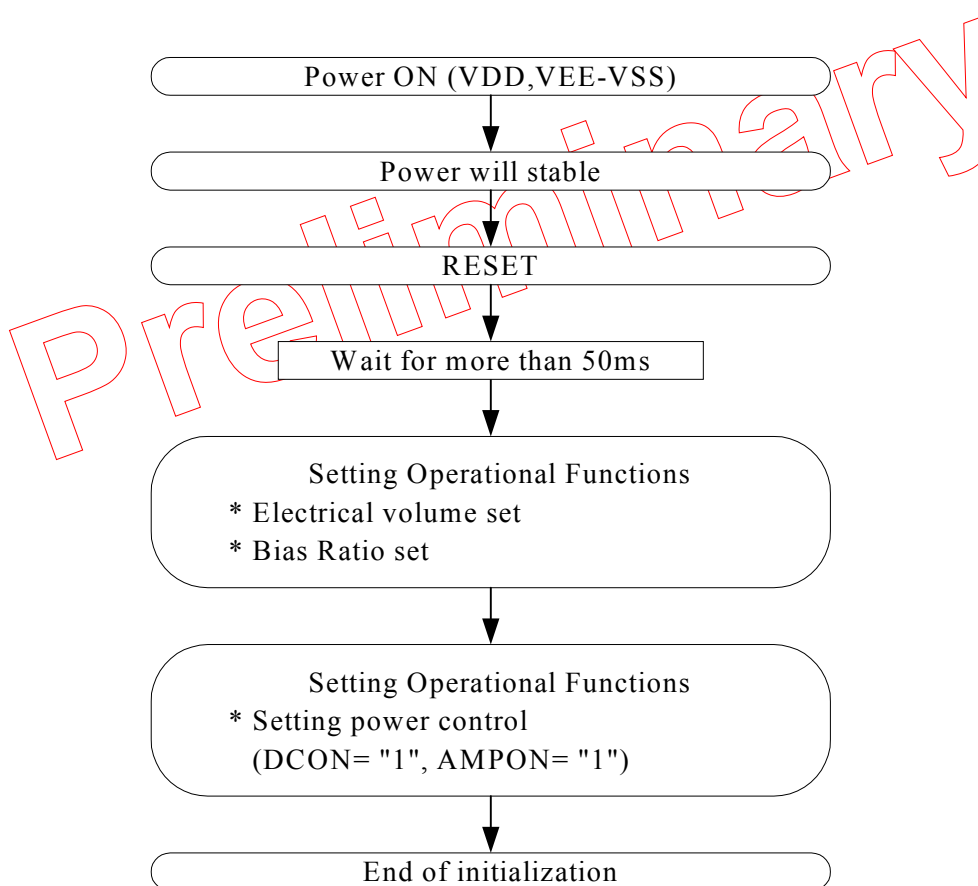 Preliminary
Power ON (VDD,VEE-VSS)
Power will stable
RESET
Wait for more than 50ms
Setting Operational Functions
* Electrical volume set
* Bias Ratio set
Setting Operational Functions
* Setting power control
(DCON= "1", AMPON= "1")
End of initialization